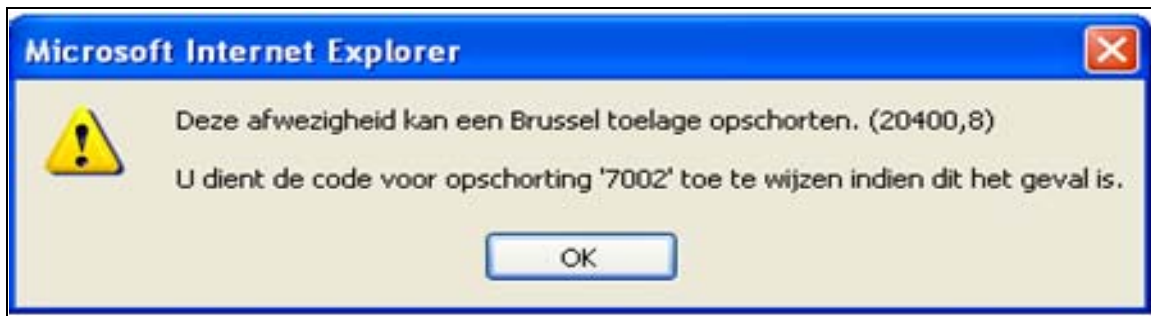 Microsoft Internet Explorer
Deze afwezigheid kan een Brussel toelage opschorten. (20400,8)
U dient de code voor opschorting '7002' toe te wijzen indien dit het geval is.
OK